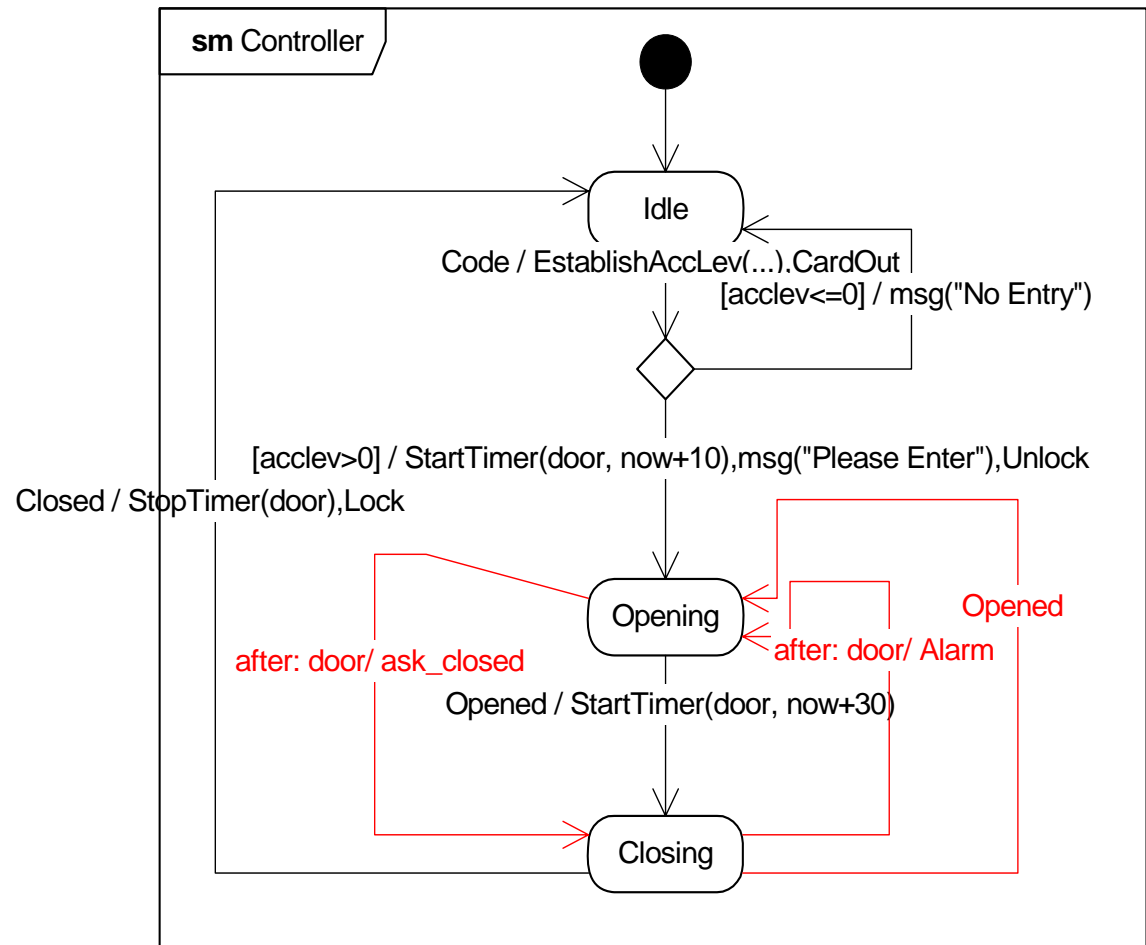 sm Controller
Idle
Code / EstablishAccLev(...),CardOut
[acclev<=0] / msg("No Entry")
[acclev>0] / StartTimer(door, now+10),msg("Please Enter"),Unlock
Closed / StopTimer(door),Lock
Opening
Opened
after: door/ ask_closed
after: door/ Alarm
Opened / StartTimer(door, now+30)
Closing